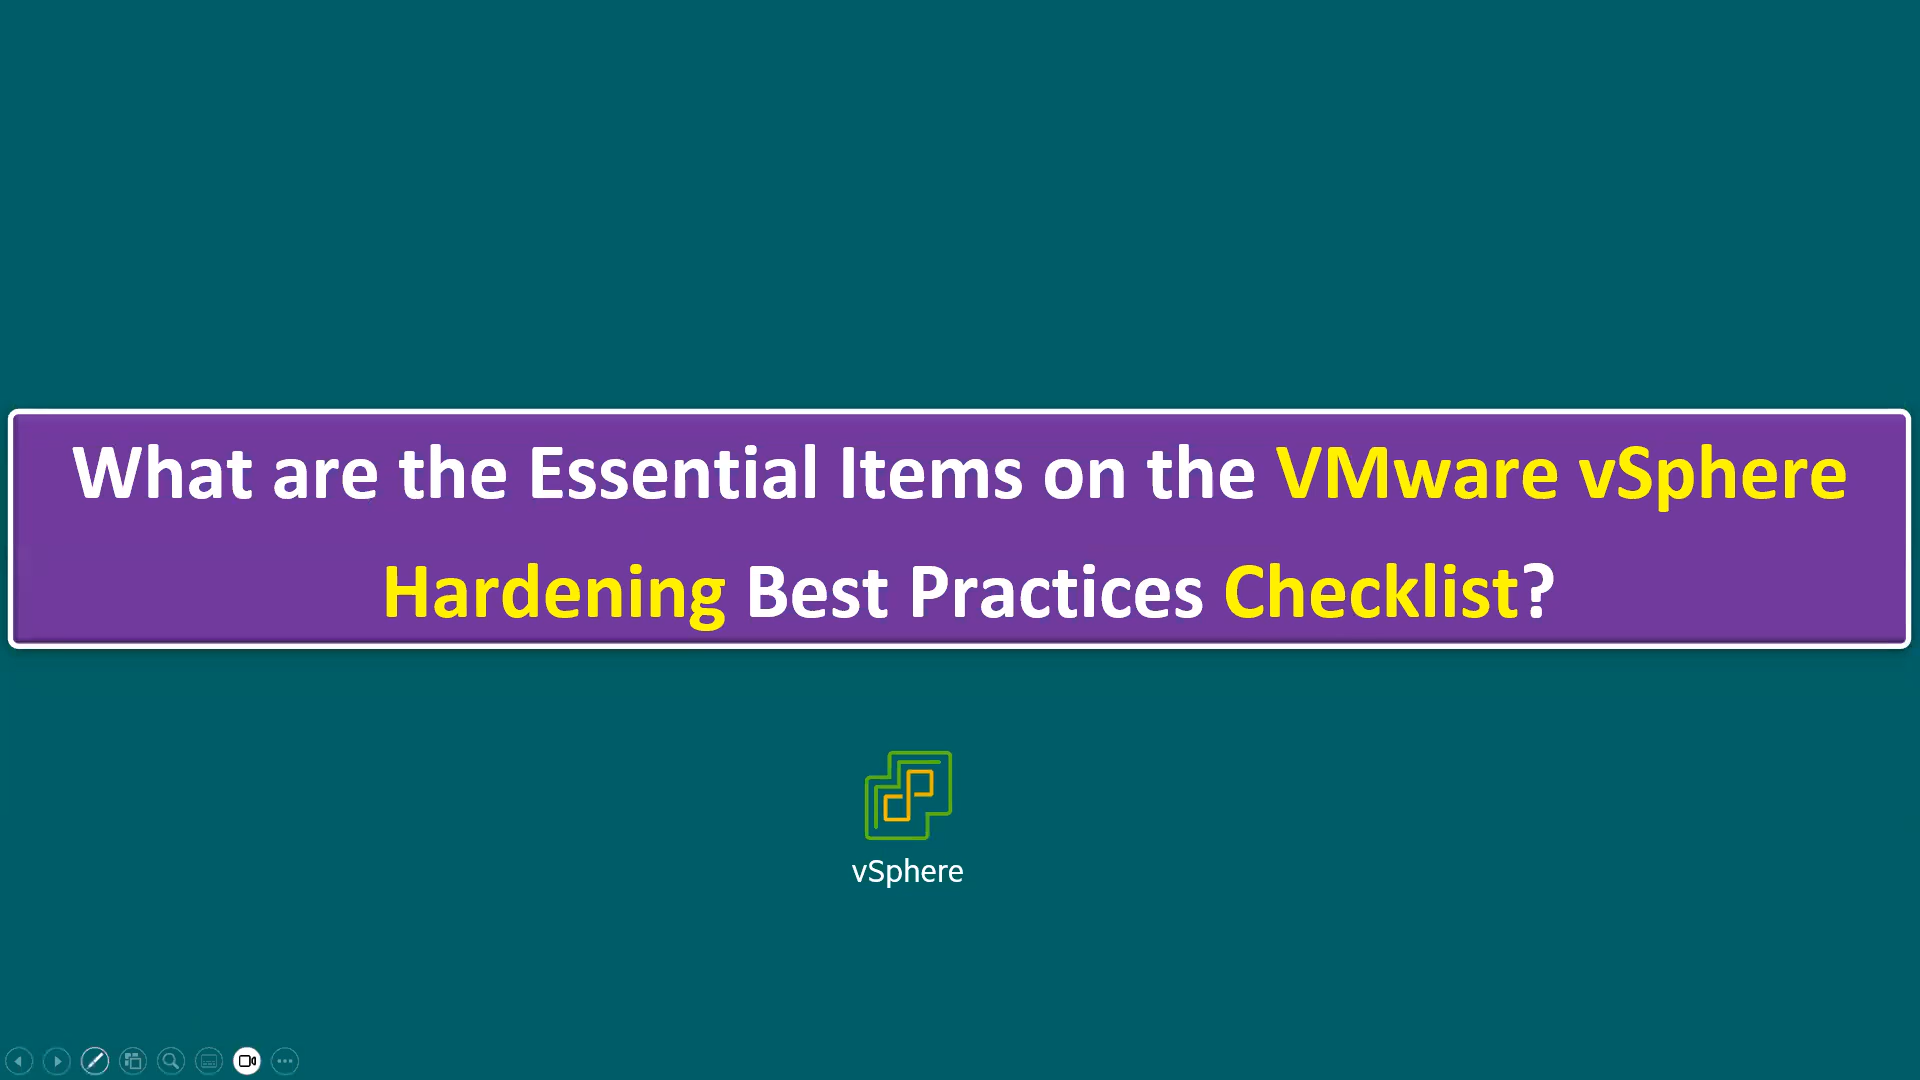 What are the Essential Items on the VMware vSphere
Hardening Best Practices Checklist?
vSphere